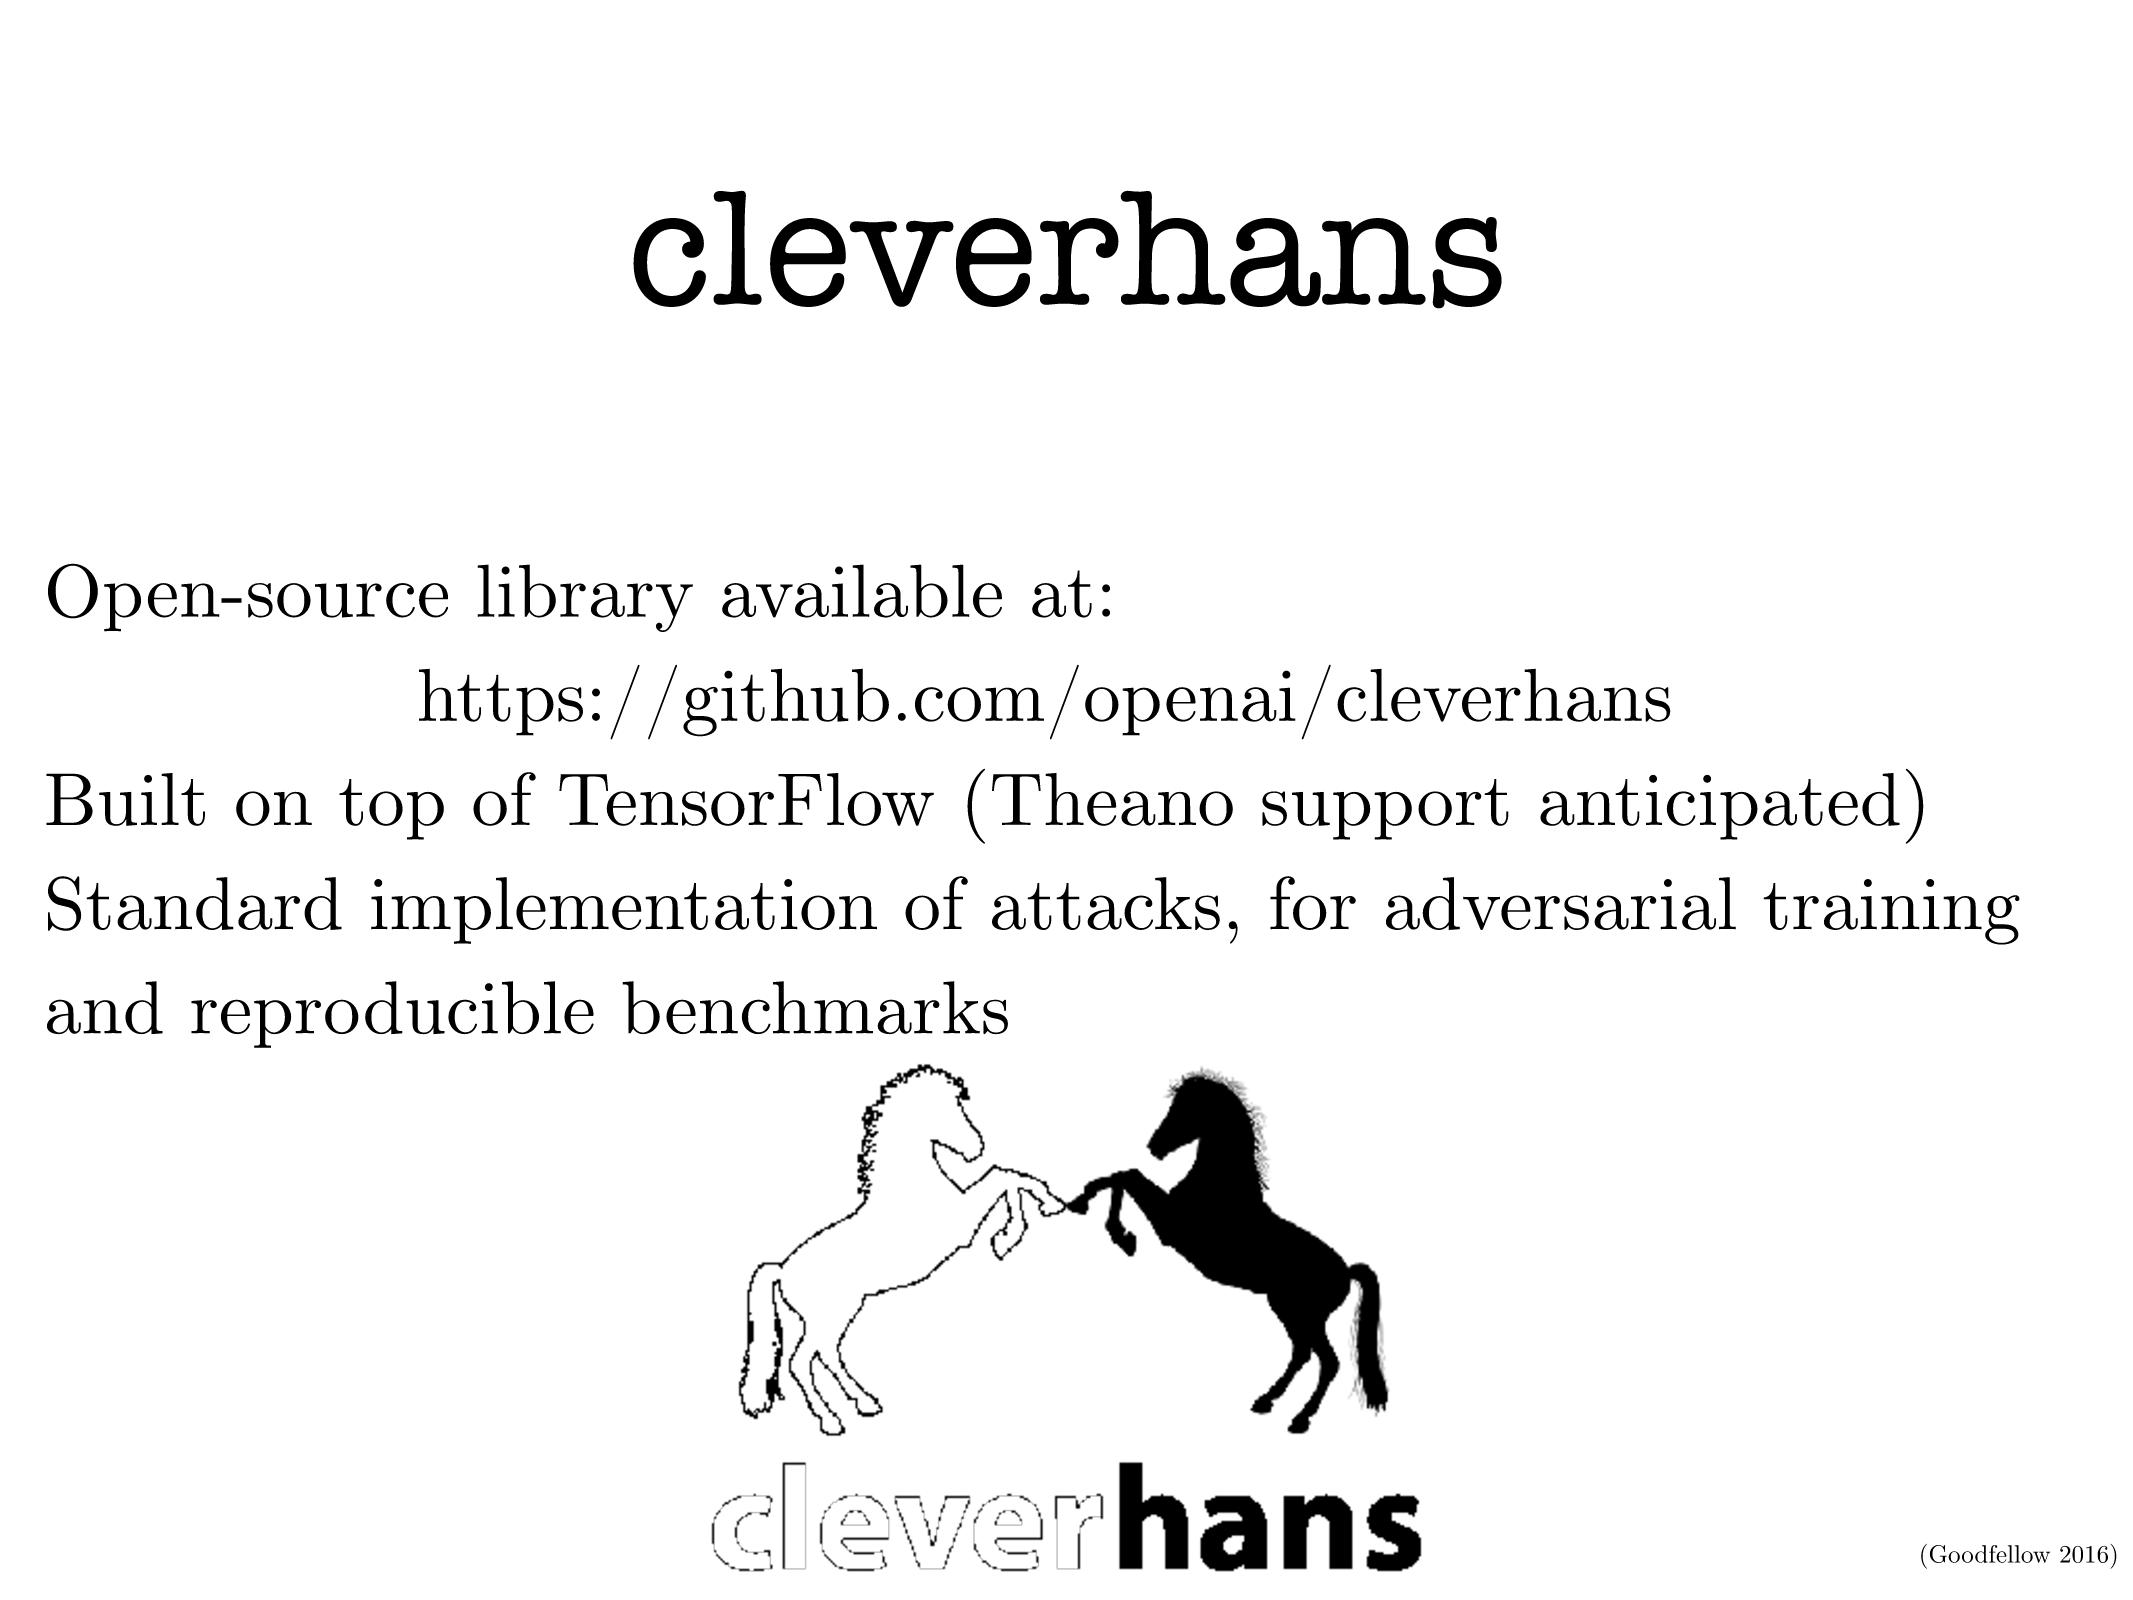 cleverhans
Open-source library available at:
https://github.com/openai/cleverhans
Built on top of TensorFlow (Theano support anticipated)
Standard implementation of attacks, for adversarial training
and reproducible benchmarks
cleverhans
(Goodfellow 2016)